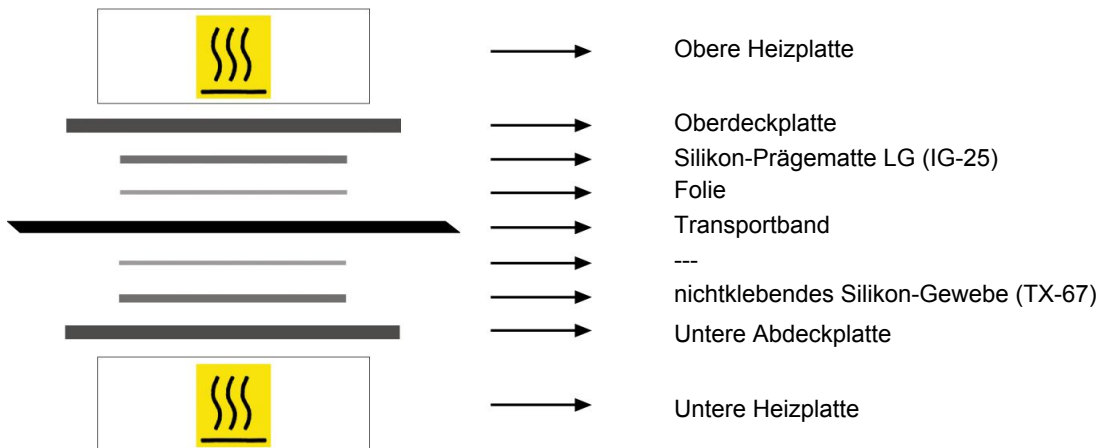 Obere Heizplatte
Oberdeckplatte
Silikon-Prägematte LG (IG-25)
Folie
Transportband
---
nichtklebendes Silikon-Gewebe (TX-67)
Untere Abdeckplatte
Untere Heizplatte